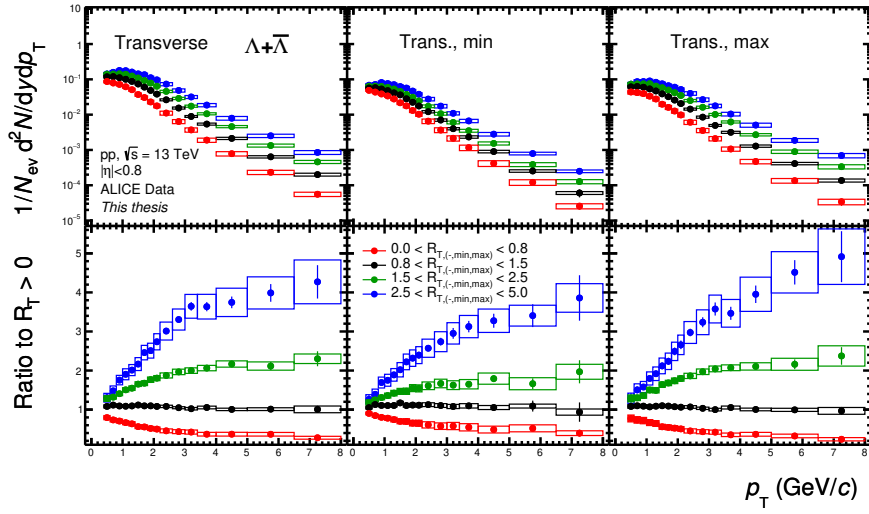 1/N_ev d²N/dydp_T
10
1
10⁻¹
10⁻²
10⁻³
10⁻⁴
10⁻⁵
Transverse Λ+Λ̅
pp, √s = 13 TeV
|η|<0.8
ALICE Data
This thesis
Trans., min
Trans., max
Ratio to R_T > 0
5
4
3
2
1
0.0 < R_T,(-,min,max) < 0.8
0.8 < R_T,(-,min,max) < 1.5
1.5 < R_T,(-,min,max) < 2.5
2.5 < R_T,(-,min,max) < 5.0
0 1 2 3 4 5 6 7 8 0 1 2 3 4 5 6 7 8 0 1 2 3 4 5 6 7 8
p_T (GeV/c)